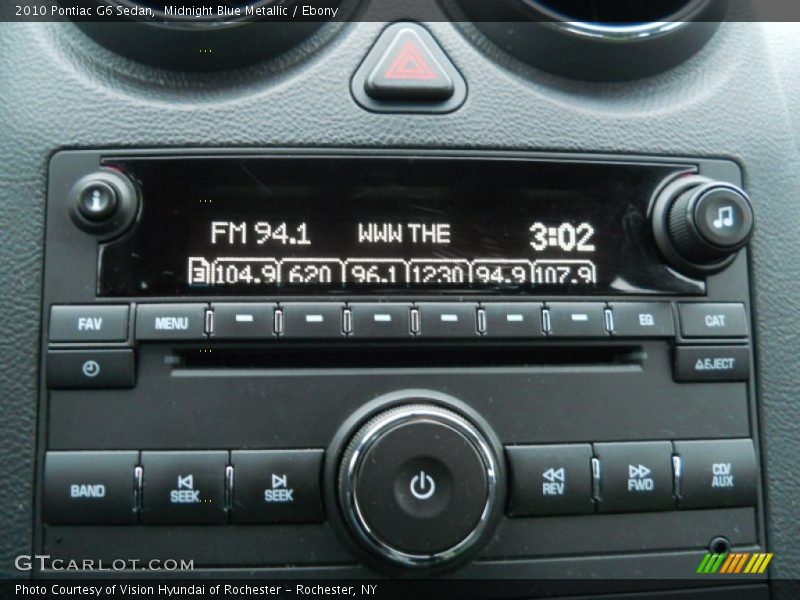 2010 Pontiac G6 Sedan,  Midnight Blue Metallic / Ebony
i
FM 94.1 WWW THE 3:02
3 104.9 620 96.1 1230 94.9 107.9
FAV MENU EQ CAT
EJECT
BAND SEEK SEEK REV FWD CD/AUX
GTCARLOT.COM
Photo Courtesy of Vision Hyundai of Rochester – Rochester, NY